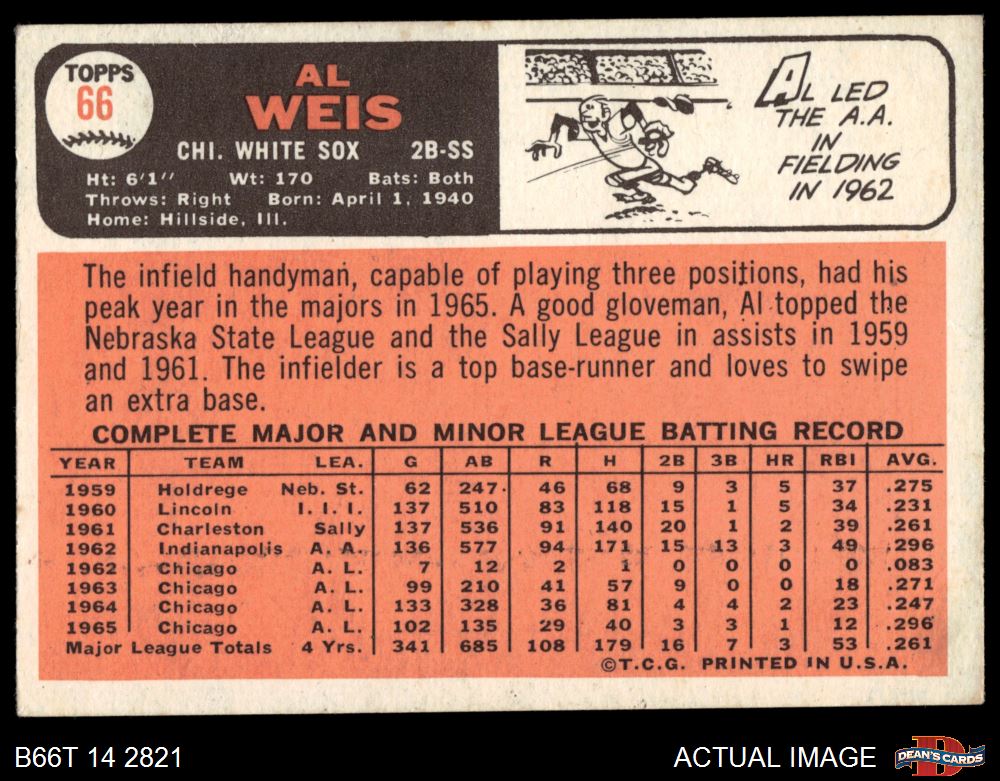 TOPPS
66
AL
WEIS
CHI. WHITE SOX 2B-SS
Ht: 6'1" Wt: 170 Bats: Both
Throws: Right Born: April 1, 1940
Home: Hillside, Ill.
AL LED
THE A.A.
IN
FIELDING
IN 1962
The infield handyman, capable of playing three positions, had his
peak year in the majors in 1965. A good gloveman, Al topped the
Nebraska State League and the Sally League in assists in 1959
and 1961. The infielder is a top base-runner and loves to swipe
an extra base.
COMPLETE MAJOR AND MINOR LEAGUE BATTING RECORD
YEAR TEAM LEA. G AB R H 2B 3B HR RBI AVG.
1959 Holdrege Neb. St. 62 247 46 68 9 3 5 37 .275
1960 Lincoln I. I. I. 137 510 83 118 15 1 5 34 .231
1961 Charleston Sally 137 536 91 140 20 1 2 39 .261
1962 Indianapolis A. A. 136 577 94 171 15 13 3 49 .296
1962 Chicago A. L. 7 12 2 1 0 0 0 0 .083
1963 Chicago A. L. 99 210 41 57 9 0 0 18 .271
1964 Chicago A. L. 133 328 36 81 4 4 2 23 .247
1965 Chicago A. L. 102 135 29 40 3 3 1 12 .296
Major League Totals 4 Yrs. 341 685 108 179 16 7 3 53 .261
©T.C.G. PRINTED IN U.S.A.
B66T 14 2821 ACTUAL IMAGE
DEAN'S CARDS